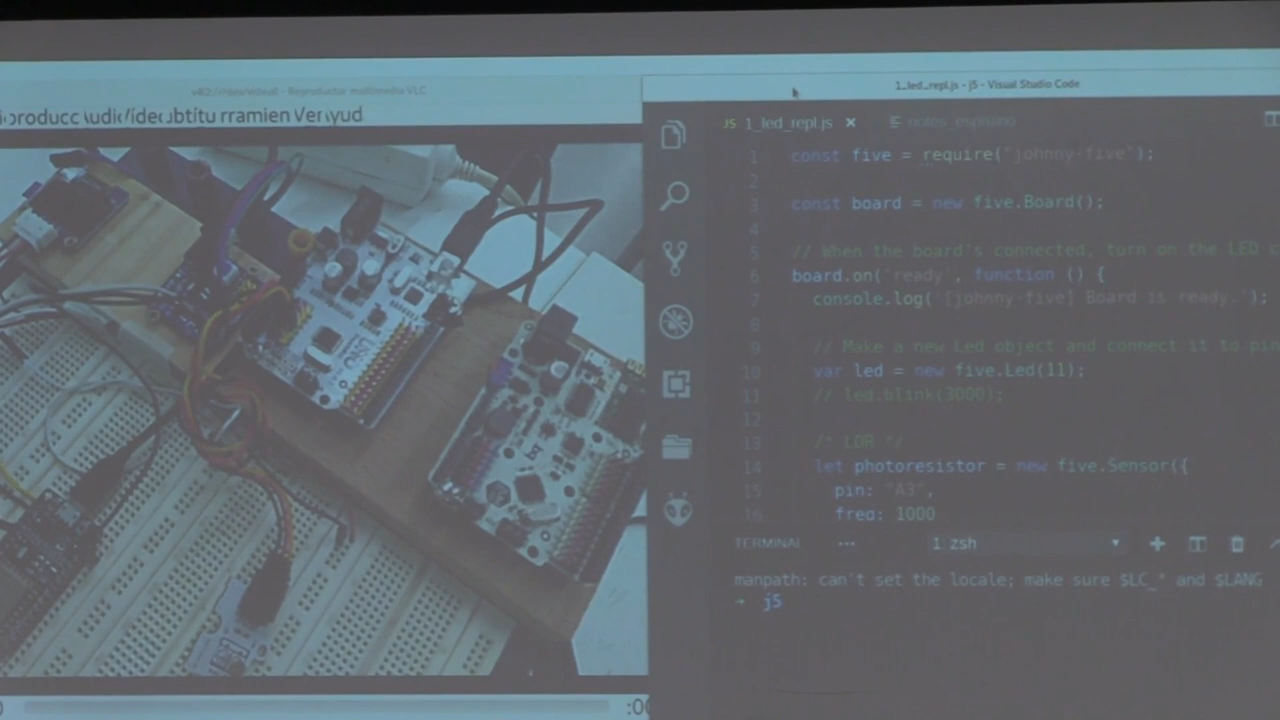 Reproductor multimedia VLC
1_led_repl.js - j5 - Visual Studio Code
JS 1_led_repl.js ×
1 const five = require("johnny-five");
2
3 const board = new five.Board();
4
5 // When the board's connected, turn on the LED
6 board.on('ready', function () {
7 console.log('[johnny-five] Board is ready.');
8
9 // Make a new Led object and connect it to pin
10 var led = new five.Led(11);
11 // led.blink(3000);
12
13 /* LDR */
14 let photoresistor = new five.Sensor({
15 pin: "A3",
16 freq: 1000
TERMINAL ··· 1 zsh
manpath: can't set the locale; make sure $LC_* and $LANG
→ j5